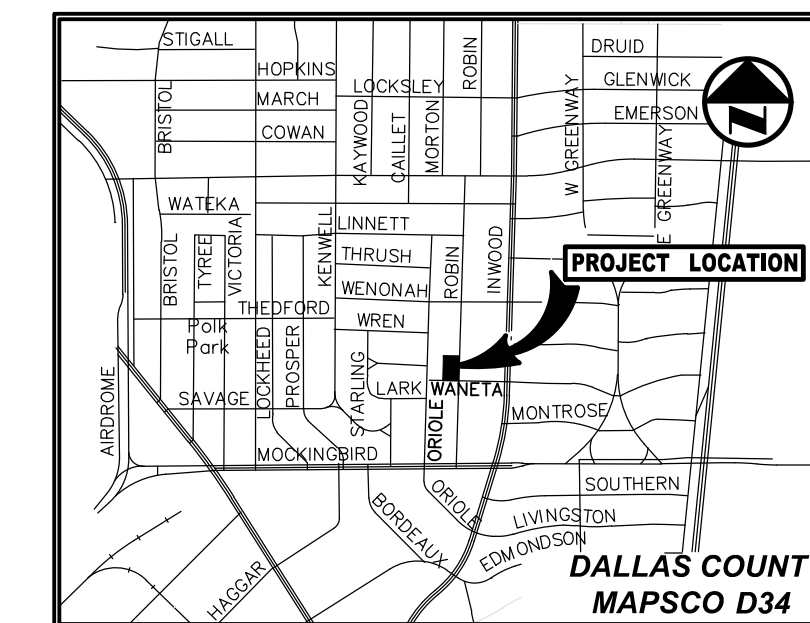 STIGALL
DRUID
HOPKINS
ROBIN
LOCKSLEY
GLENWICK
MARCH
EMERSON
BRISTOL
COWAN
KAYWOOD
CAILLET
MORTON
W GREENWAY
E GREENWAY
WATEKA
LINNETT
BRISTOL
TYREE
VICTORIA
KENWELL
THRUSH
ROBIN
INWOOD
PROJECT LOCATION
WENONAH
THEDFORD
WREN
Polk
Park
LOCKHEED
PROSPER
STARLING
LARK
WANETA
AIRDROME
SAVAGE
ORIOLE
MONTROSE
MOCKINGBIRD
SOUTHERN
ORIOLE
LIVINGSTON
BORDEAUX
EDMONDSON
HAGGAR
DALLAS COUNT
MAPSCO D34
N